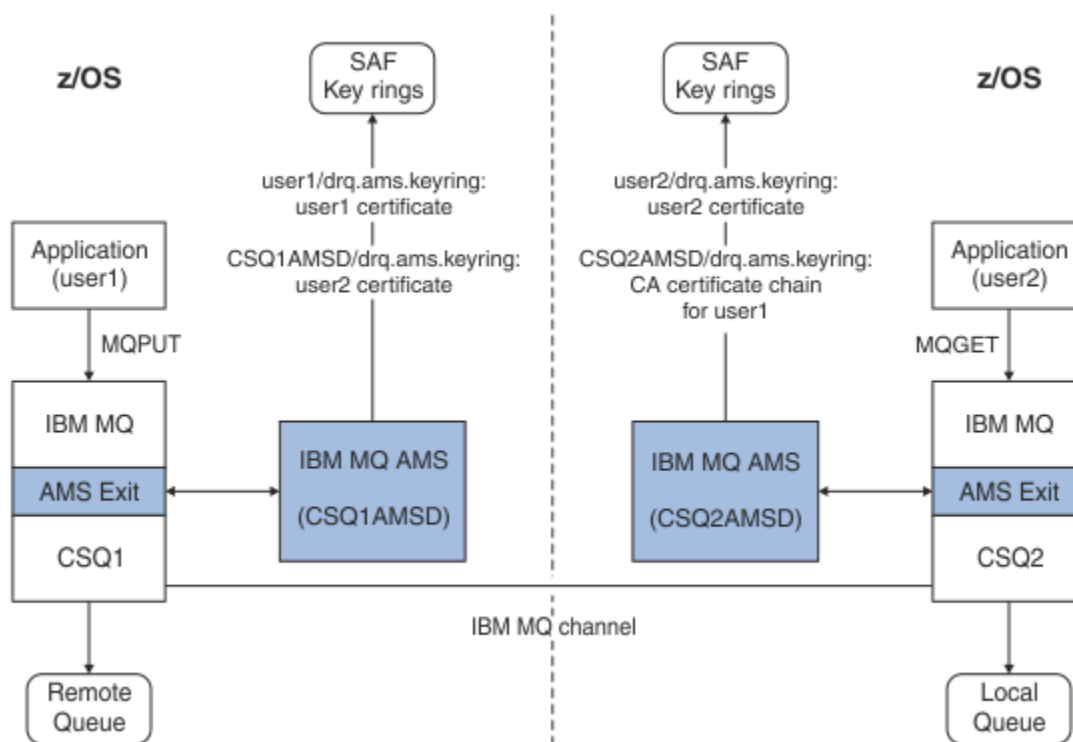 z/OS
SAF
Key rings
user1/drq.ams.keyring:
user1 certificate
CSQ1AMSD/drq.ams.keyring:
user2 certificate
Application
(user1)
MQPUT
IBM MQ
AMS Exit
CSQ1
IBM MQ AMS
(CSQ1AMSD)
Remote
Queue
IBM MQ channel
SAF
Key rings
z/OS
user2/drq.ams.keyring:
user2 certificate
CSQ2AMSD/drq.ams.keyring:
CA certificate chain
for user1
Application
(user2)
MQGET
IBM MQ AMS
(CSQ2AMSD)
IBM MQ
AMS Exit
CSQ2
Local
Queue